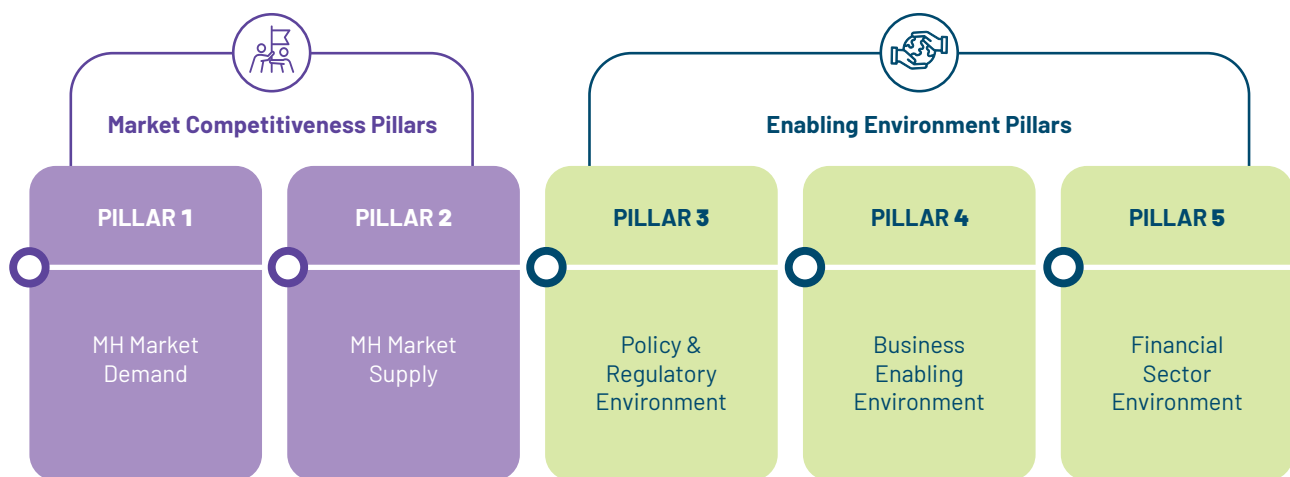 Market Competitiveness Pillars
Enabling Environment Pillars
PILLAR 1
MH Market
Demand
PILLAR 2
MH Market
Supply
PILLAR 3
Policy &
Regulatory
Environment
PILLAR 4
Business
Enabling
Environment
PILLAR 5
Financial
Sector
Environment